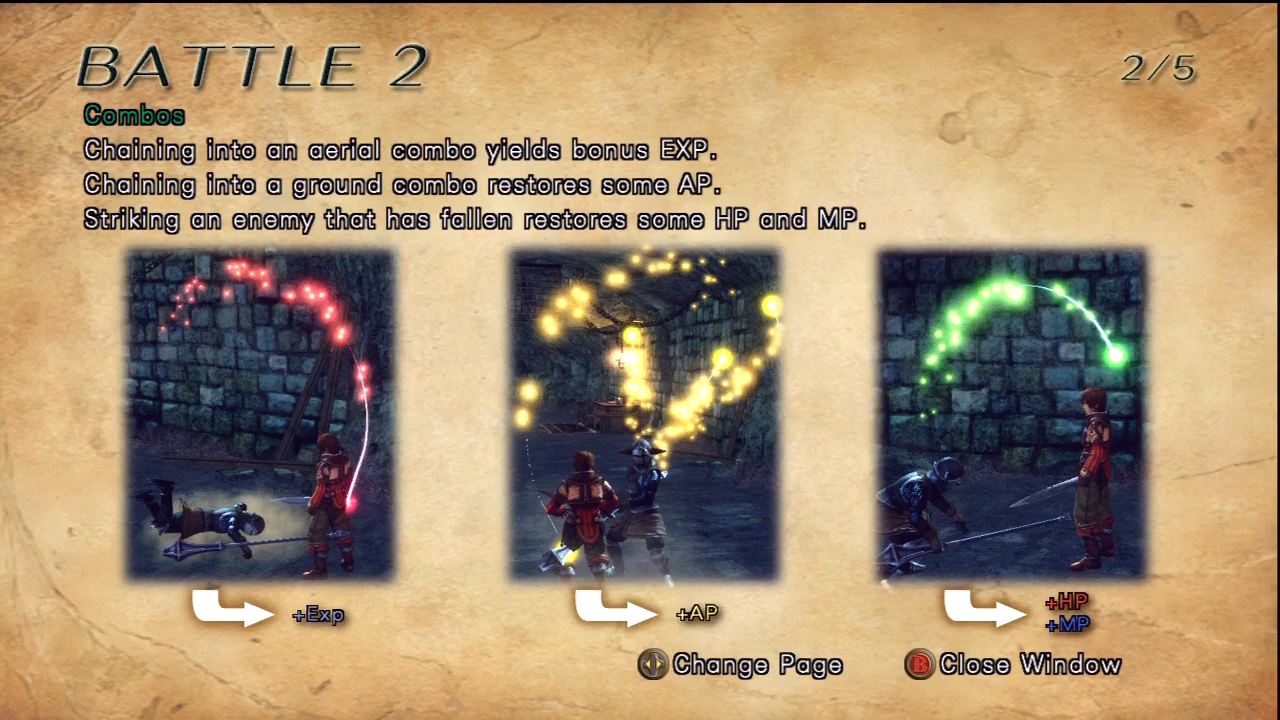 BATTLE 2
2/5
Combos
Chaining into an aerial combo yields bonus EXP.
Chaining into a ground combo restores some AP.
Striking an enemy that has fallen restores some HP and MP.
+Exp
+AP
+HP
+MP
Change Page
B Close Window